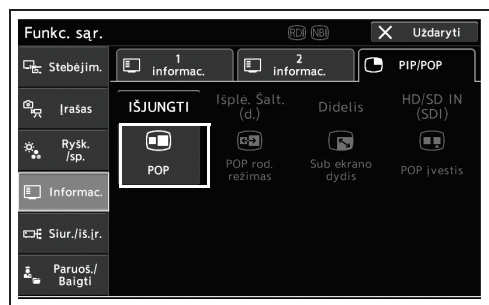 Funkc. sąr.
RDI NBI
Uždaryti
Stebėjim.
1
informac.
2
informac.
PIP/POP
Įrašas
IŠJUNGTI
Išplė. Šalt.
(d.)
Didelis
HD/SD IN
(SDI)
Ryšk.
/sp.
POP
POP rod.
režimas
Sub ekrano
dydis
POP įvestis
Informac.
Siur./iš.įr.
Paruoš./
Baigti